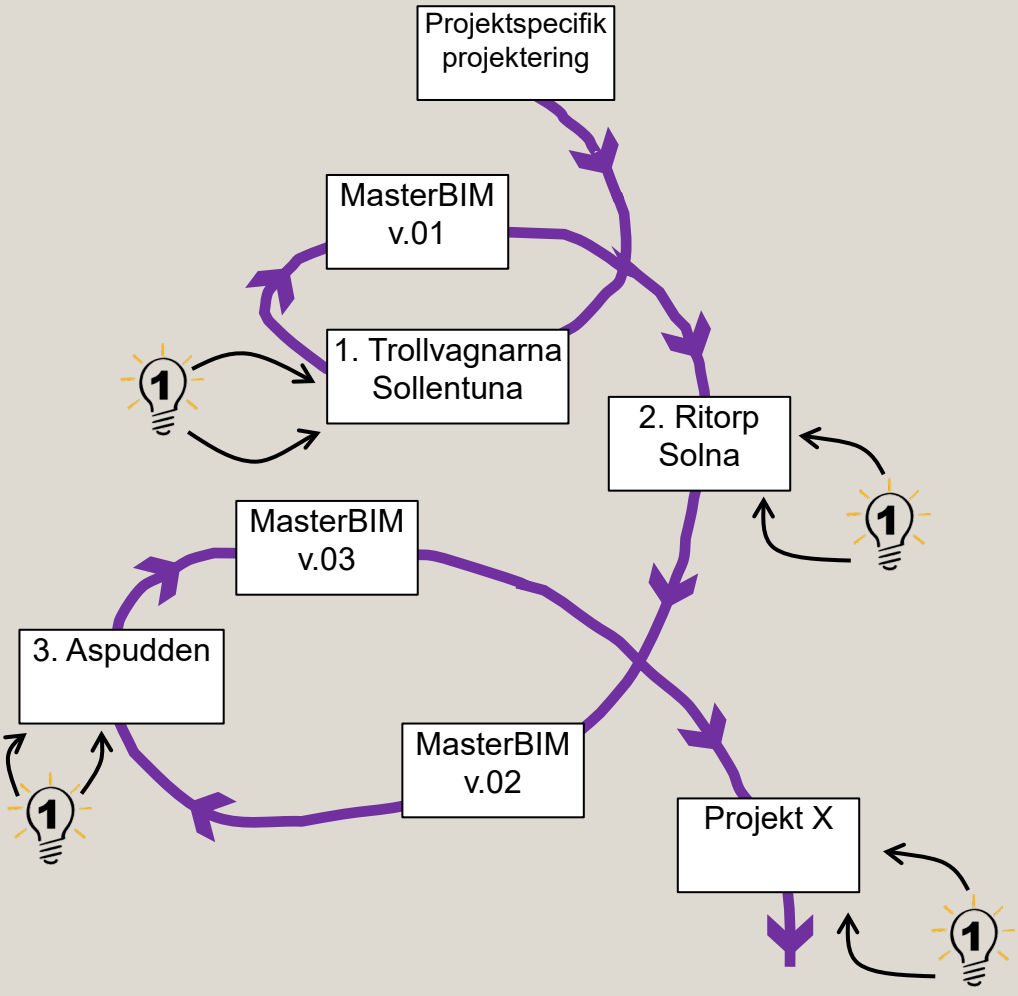 Projektspecifik
projektering
MasterBIM
v.01
1. Trollvagnarna
Sollentuna
1
2. Ritorp
Solna
1
MasterBIM
v.03
3. Aspudden
1
MasterBIM
v.02
Projekt X
1